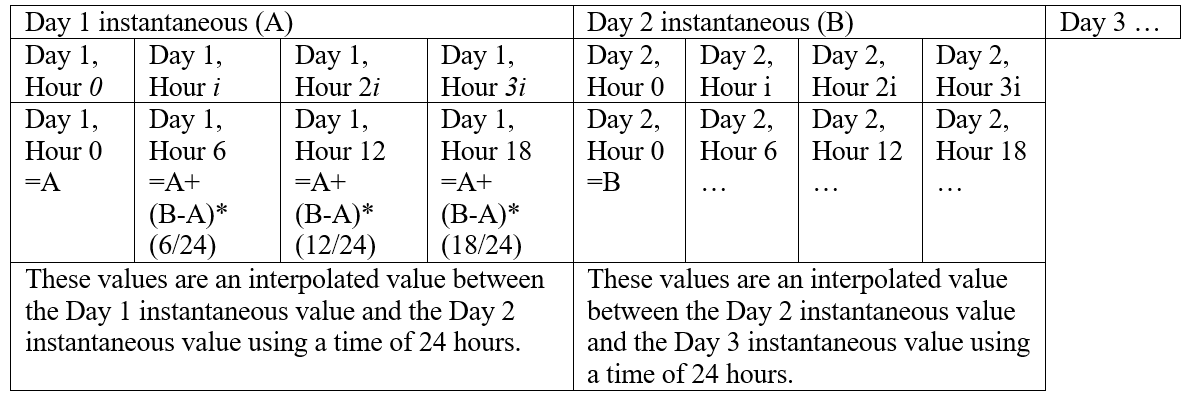 Day 1 instantaneous (A)
Day 2 instantaneous (B)
Day 3 …
Day 1,
Hour 0
Day 1,
Hour i
Day 1,
Hour 2i
Day 1,
Hour 3i
Day 2,
Hour 0
Day 2,
Hour i
Day 2,
Hour 2i
Day 2,
Hour 3i
Day 1,
Hour 0
=A
Day 1,
Hour 6
=A+
(B-A)*
(6/24)
Day 1,
Hour 12
=A+
(B-A)*
(12/24)
Day 1,
Hour 18
=A+
(B-A)*
(18/24)
Day 2,
Hour 0
=B
Day 2,
Hour 6
…
Day 2,
Hour 12
…
Day 2,
Hour 18
…
These values are an interpolated value between
the Day 1 instantaneous value and the Day 2
instantaneous value using a time of 24 hours.
These values are an interpolated value
between the Day 2 instantaneous value
and the Day 3 instantaneous value using
a time of 24 hours.